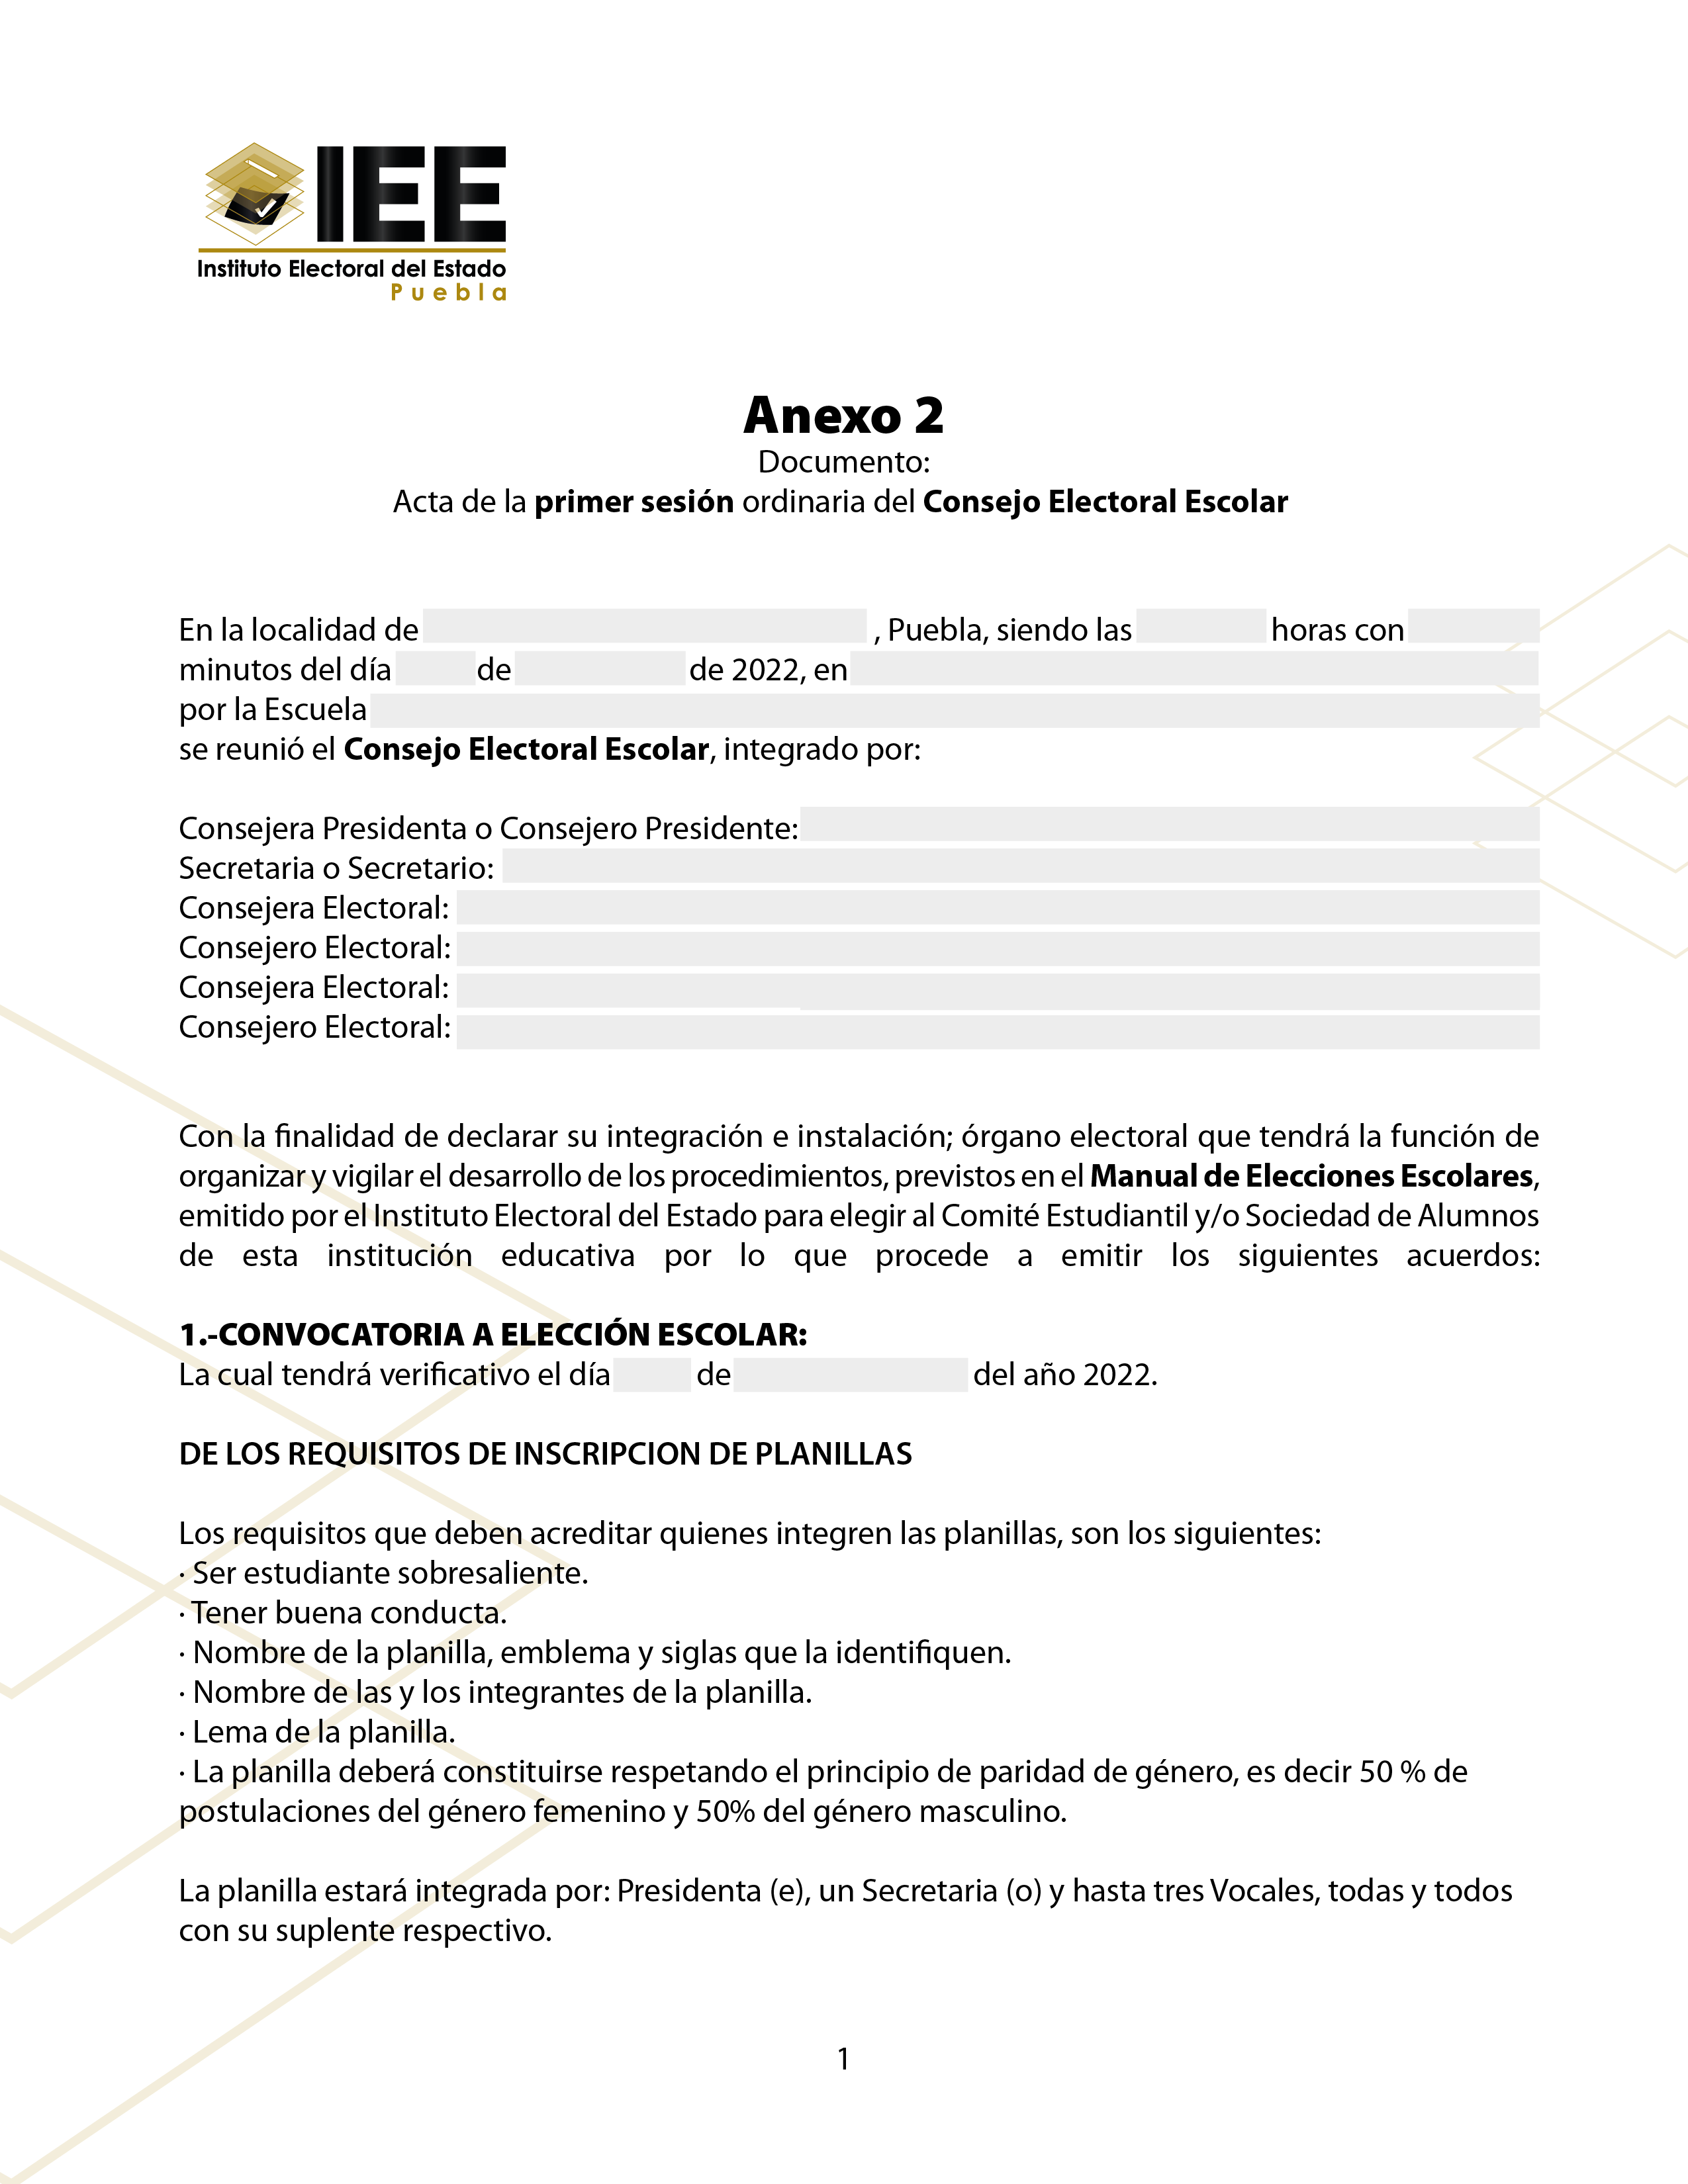 IEE
Instituto Electoral del Estado
Puebla
Anexo 2
Documento:
Acta de la primer sesión ordinaria del Consejo Electoral Escolar
En la localidad de , Puebla, siendo las horas con
minutos del día de de 2022, en
por la Escuela
se reunió el Consejo Electoral Escolar, integrado por:
Consejera Presidenta o Consejero Presidente:
Secretaria o Secretario:
Consejera Electoral:
Consejero Electoral:
Consejera Electoral:
Consejero Electoral:
Con la finalidad de declarar su integración e instalación; órgano electoral que tendrá la función de
organizar y vigilar el desarrollo de los procedimientos, previstos en el Manual de Elecciones Escolares,
emitido por el Instituto Electoral del Estado para elegir al Comité Estudiantil y/o Sociedad de Alumnos
de esta institución educativa por lo que procede a emitir los siguientes acuerdos:
1.-CONVOCATORIA A ELECCIÓN ESCOLAR:
La cual tendrá verificativo el día de del año 2022.
DE LOS REQUISITOS DE INSCRIPCION DE PLANILLAS
Los requisitos que deben acreditar quienes integren las planillas, son los siguientes:
· Ser estudiante sobresaliente.
· Tener buena conducta.
· Nombre de la planilla, emblema y siglas que la identifiquen.
· Nombre de las y los integrantes de la planilla.
· Lema de la planilla.
· La planilla deberá constituirse respetando el principio de paridad de género, es decir 50 % de
postulaciones del género femenino y 50% del género masculino.
La planilla estará integrada por: Presidenta (e), un Secretaria (o) y hasta tres Vocales, todas y todos
con su suplente respectivo.
1